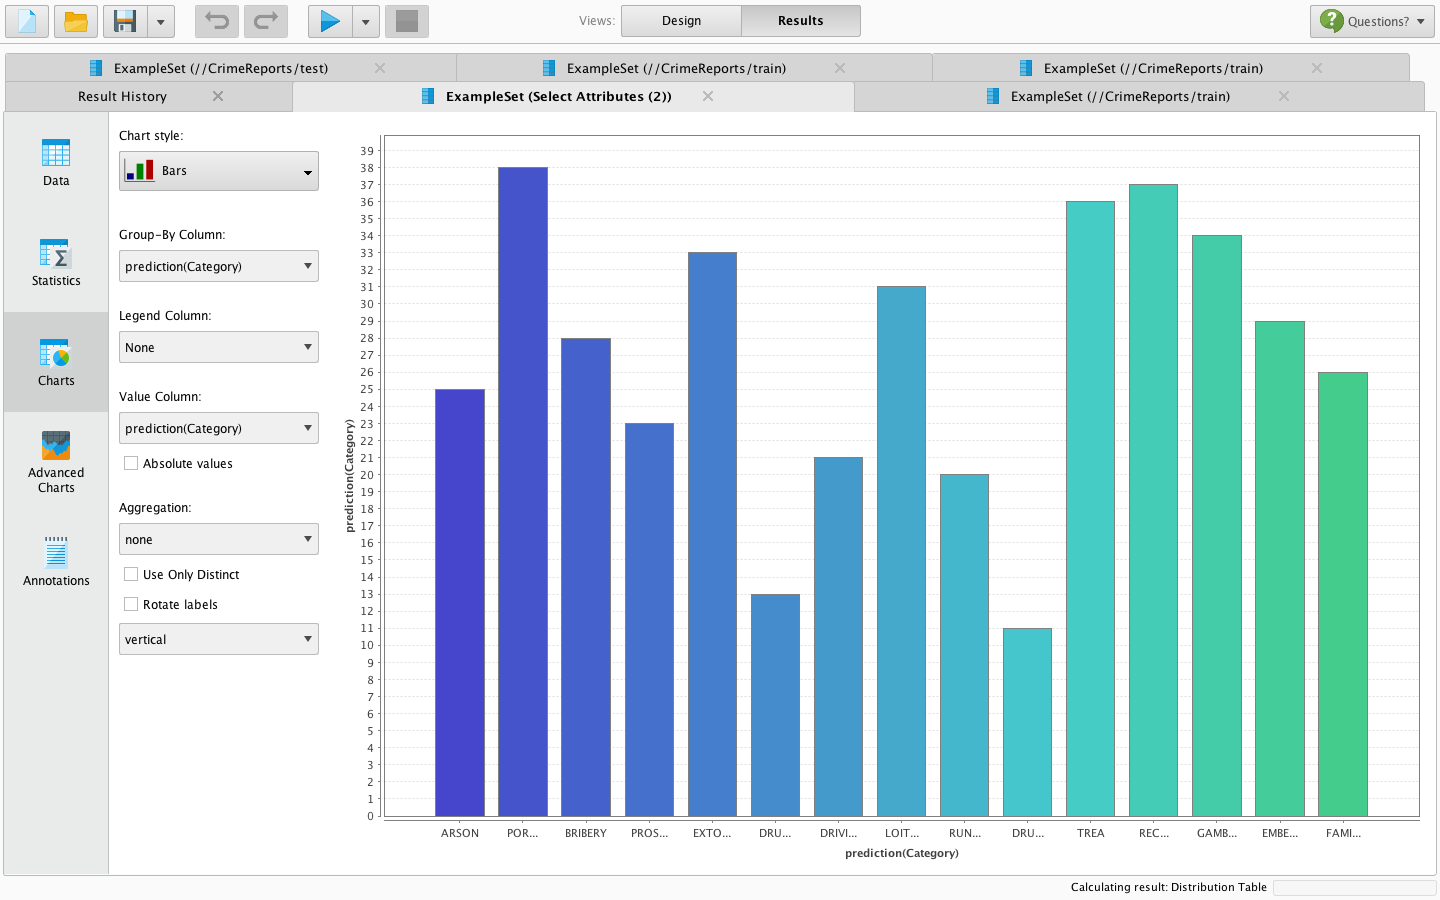 Views:
Design
Results
Questions?
ExampleSet (//CrimeReports/test)
ExampleSet (//CrimeReports/train)
ExampleSet (//CrimeReports/train)
Result History
ExampleSet (Select Attributes (2))
ExampleSet (//CrimeReports/train)
Data
Statistics
Charts
Advanced
Charts
Annotations
Chart style:
Bars
Group-By Column:
prediction(Category)
Legend Column:
None
Value Column:
prediction(Category)
Absolute values
Aggregation:
none
Use Only Distinct
Rotate labels
vertical
prediction(Category)
39
38
37
36
35
34
33
32
31
30
29
28
27
26
25
24
23
22
21
20
19
18
17
16
15
14
13
12
11
10
9
8
7
6
5
4
3
2
1
0
ARSON POR... BRIBERY PROS... EXTO... DRU... DRIVI... LOIT... RUN... DRU... TREA REC... GAMB... EMBE... FAMI...
prediction(Category)
Calculating result: Distribution Table